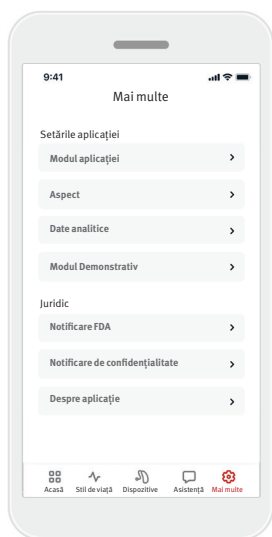 9:41
Mai multe
Setările aplicației
Modul aplicației
Aspect
Date analitice
Modul Demonstrativ
Juridic
Notificare FDA
Notificare de confidențialitate
Despre aplicație
Acasă Stil de viață Dispozitive Asistență Mai multe